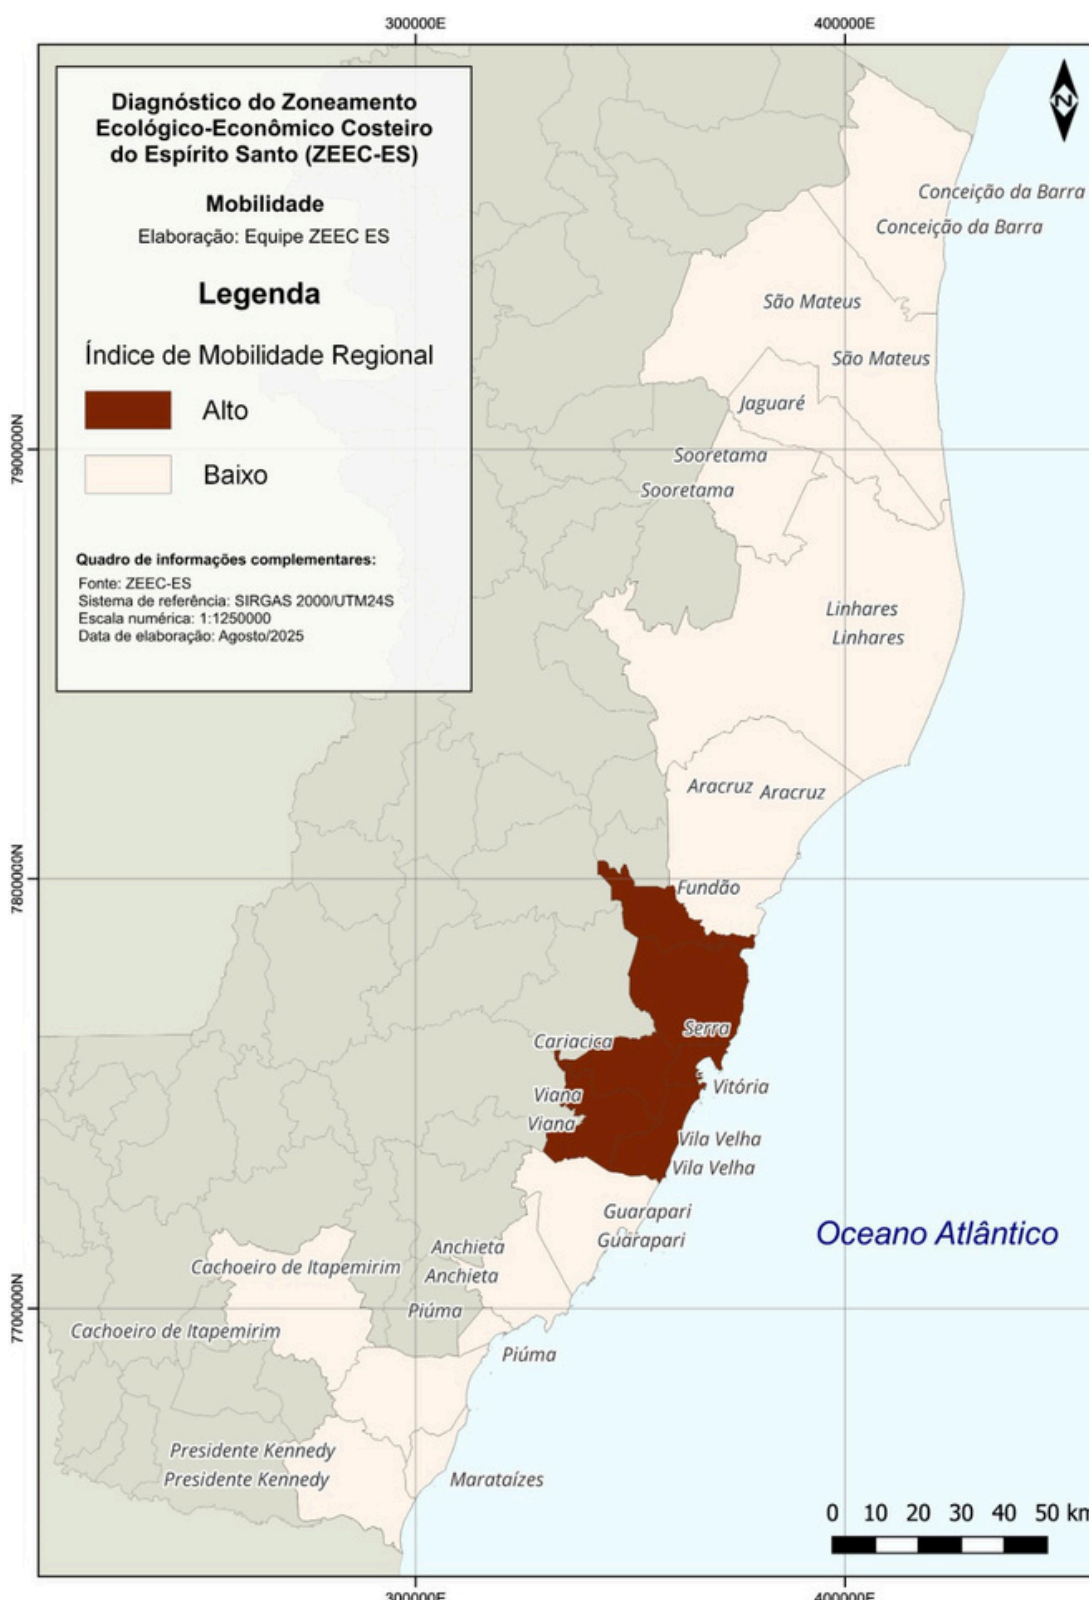 300000E
400000E
Diagnóstico do Zoneamento
Ecológico-Econômico Costeiro
do Espírito Santo (ZEEC-ES)
Mobilidade
Elaboração: Equipe ZEEC ES
Legenda
Índice de Mobilidade Regional
Alto
Baixo
Quadro de informações complementares:
Fonte: ZEEC-ES
Sistema de referência: SIRGAS 2000/UTM24S
Escala numérica: 1:1250000
Data de elaboração: Agosto/2025
N
Conceição da Barra
Conceição da Barra
São Mateus
São Mateus
Jaguaré
7900000N
Sooretama
Sooretama
Linhares
Linhares
Aracruz
Aracruz
7800000N
Fundão
Serra
Cariacica
Vitória
Viana
Viana
Vila Velha
Vila Velha
Guarapari
Guarapari
Oceano Atlântico
Anchieta
Anchieta
Cachoeiro de Itapemirim
7700000N
Piúma
Cachoeiro de Itapemirim
Piúma
Presidente Kennedy
Presidente Kennedy
Marataízes
0 10 20 30 40 50 km
300000E
400000E